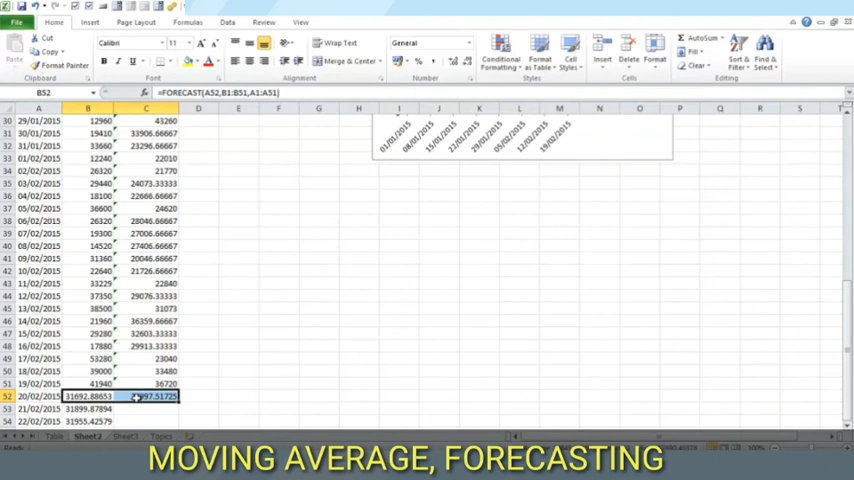 File Home Insert Page Layout Formulas Data Review View
Cut Calibri 11 Wrap Text General AutoSum
Copy Fill
Paste Format Painter B I U Merge & Center % , Conditional Formatting Format as Table Cell Styles Insert Delete Format Clear Sort & Filter Find & Select
Clipboard Font Alignment Number Styles Cells Editing
B52 fx =FORECAST(A52,B1:B51,A1:A51)
A B C D E F G H I J K L M N O P Q R S T
30 29/01/2015 12960 43260
31 30/01/2015 19410 33906.66667
32 31/01/2015 33660 23296.66667
33 01/02/2015 12240 22010
34 02/02/2015 26320 21770
35 03/02/2015 29440 24073.33333
36 04/02/2015 18100 22666.66667
37 05/02/2015 36600 24620
38 06/02/2015 26320 28046.66667
39 07/02/2015 19300 27006.66667
40 08/02/2015 14520 27406.66667
41 09/02/2015 31360 20046.66667
42 10/02/2015 22640 21726.66667
43 11/02/2015 33229 22840
44 12/02/2015 37350 29076.33333
45 13/02/2015 38500 31073
46 14/02/2015 21960 36359.66667
47 15/02/2015 29280 32603.33333
48 16/02/2015 17880 29913.33333
49 17/02/2015 53280 23040
50 18/02/2015 39000 33480
51 19/02/2015 41940 36720
52 20/02/2015 31692.88653
53 21/02/2015 31899.87894
54 22/02/2015 31955.42579
01/01/2015 08/01/2015 15/01/2015 22/01/2015 29/01/2015 05/02/2015 12/02/2015 19/02/2015
Table Sheet2 Sheet3 Topics
MOVING AVERAGE, FORECASTING